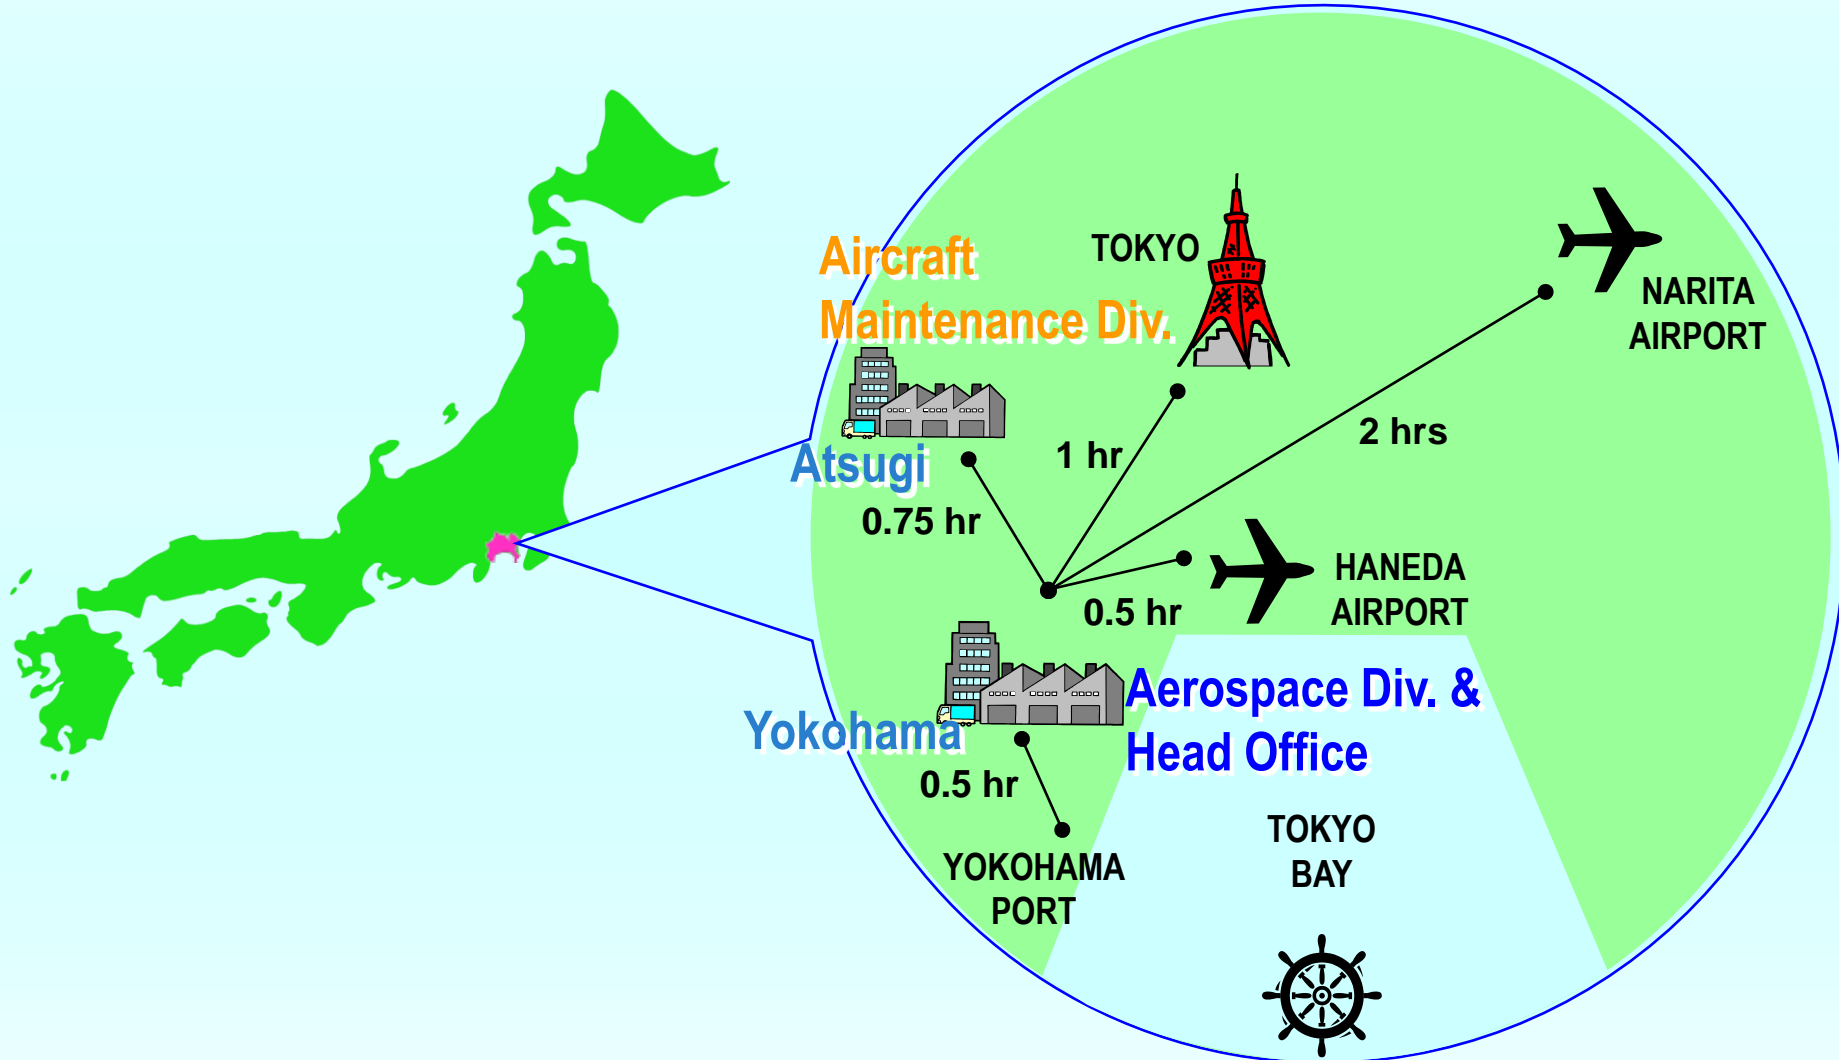 Aircraft
Maintenance Div.
TOKYO
NARITA
AIRPORT
Atsugi
1 hr
2 hrs
0.75 hr
HANEDA
AIRPORT
0.5 hr
Aerospace Div. &
Head Office
Yokohama
0.5 hr
TOKYO
BAY
YOKOHAMA
PORT